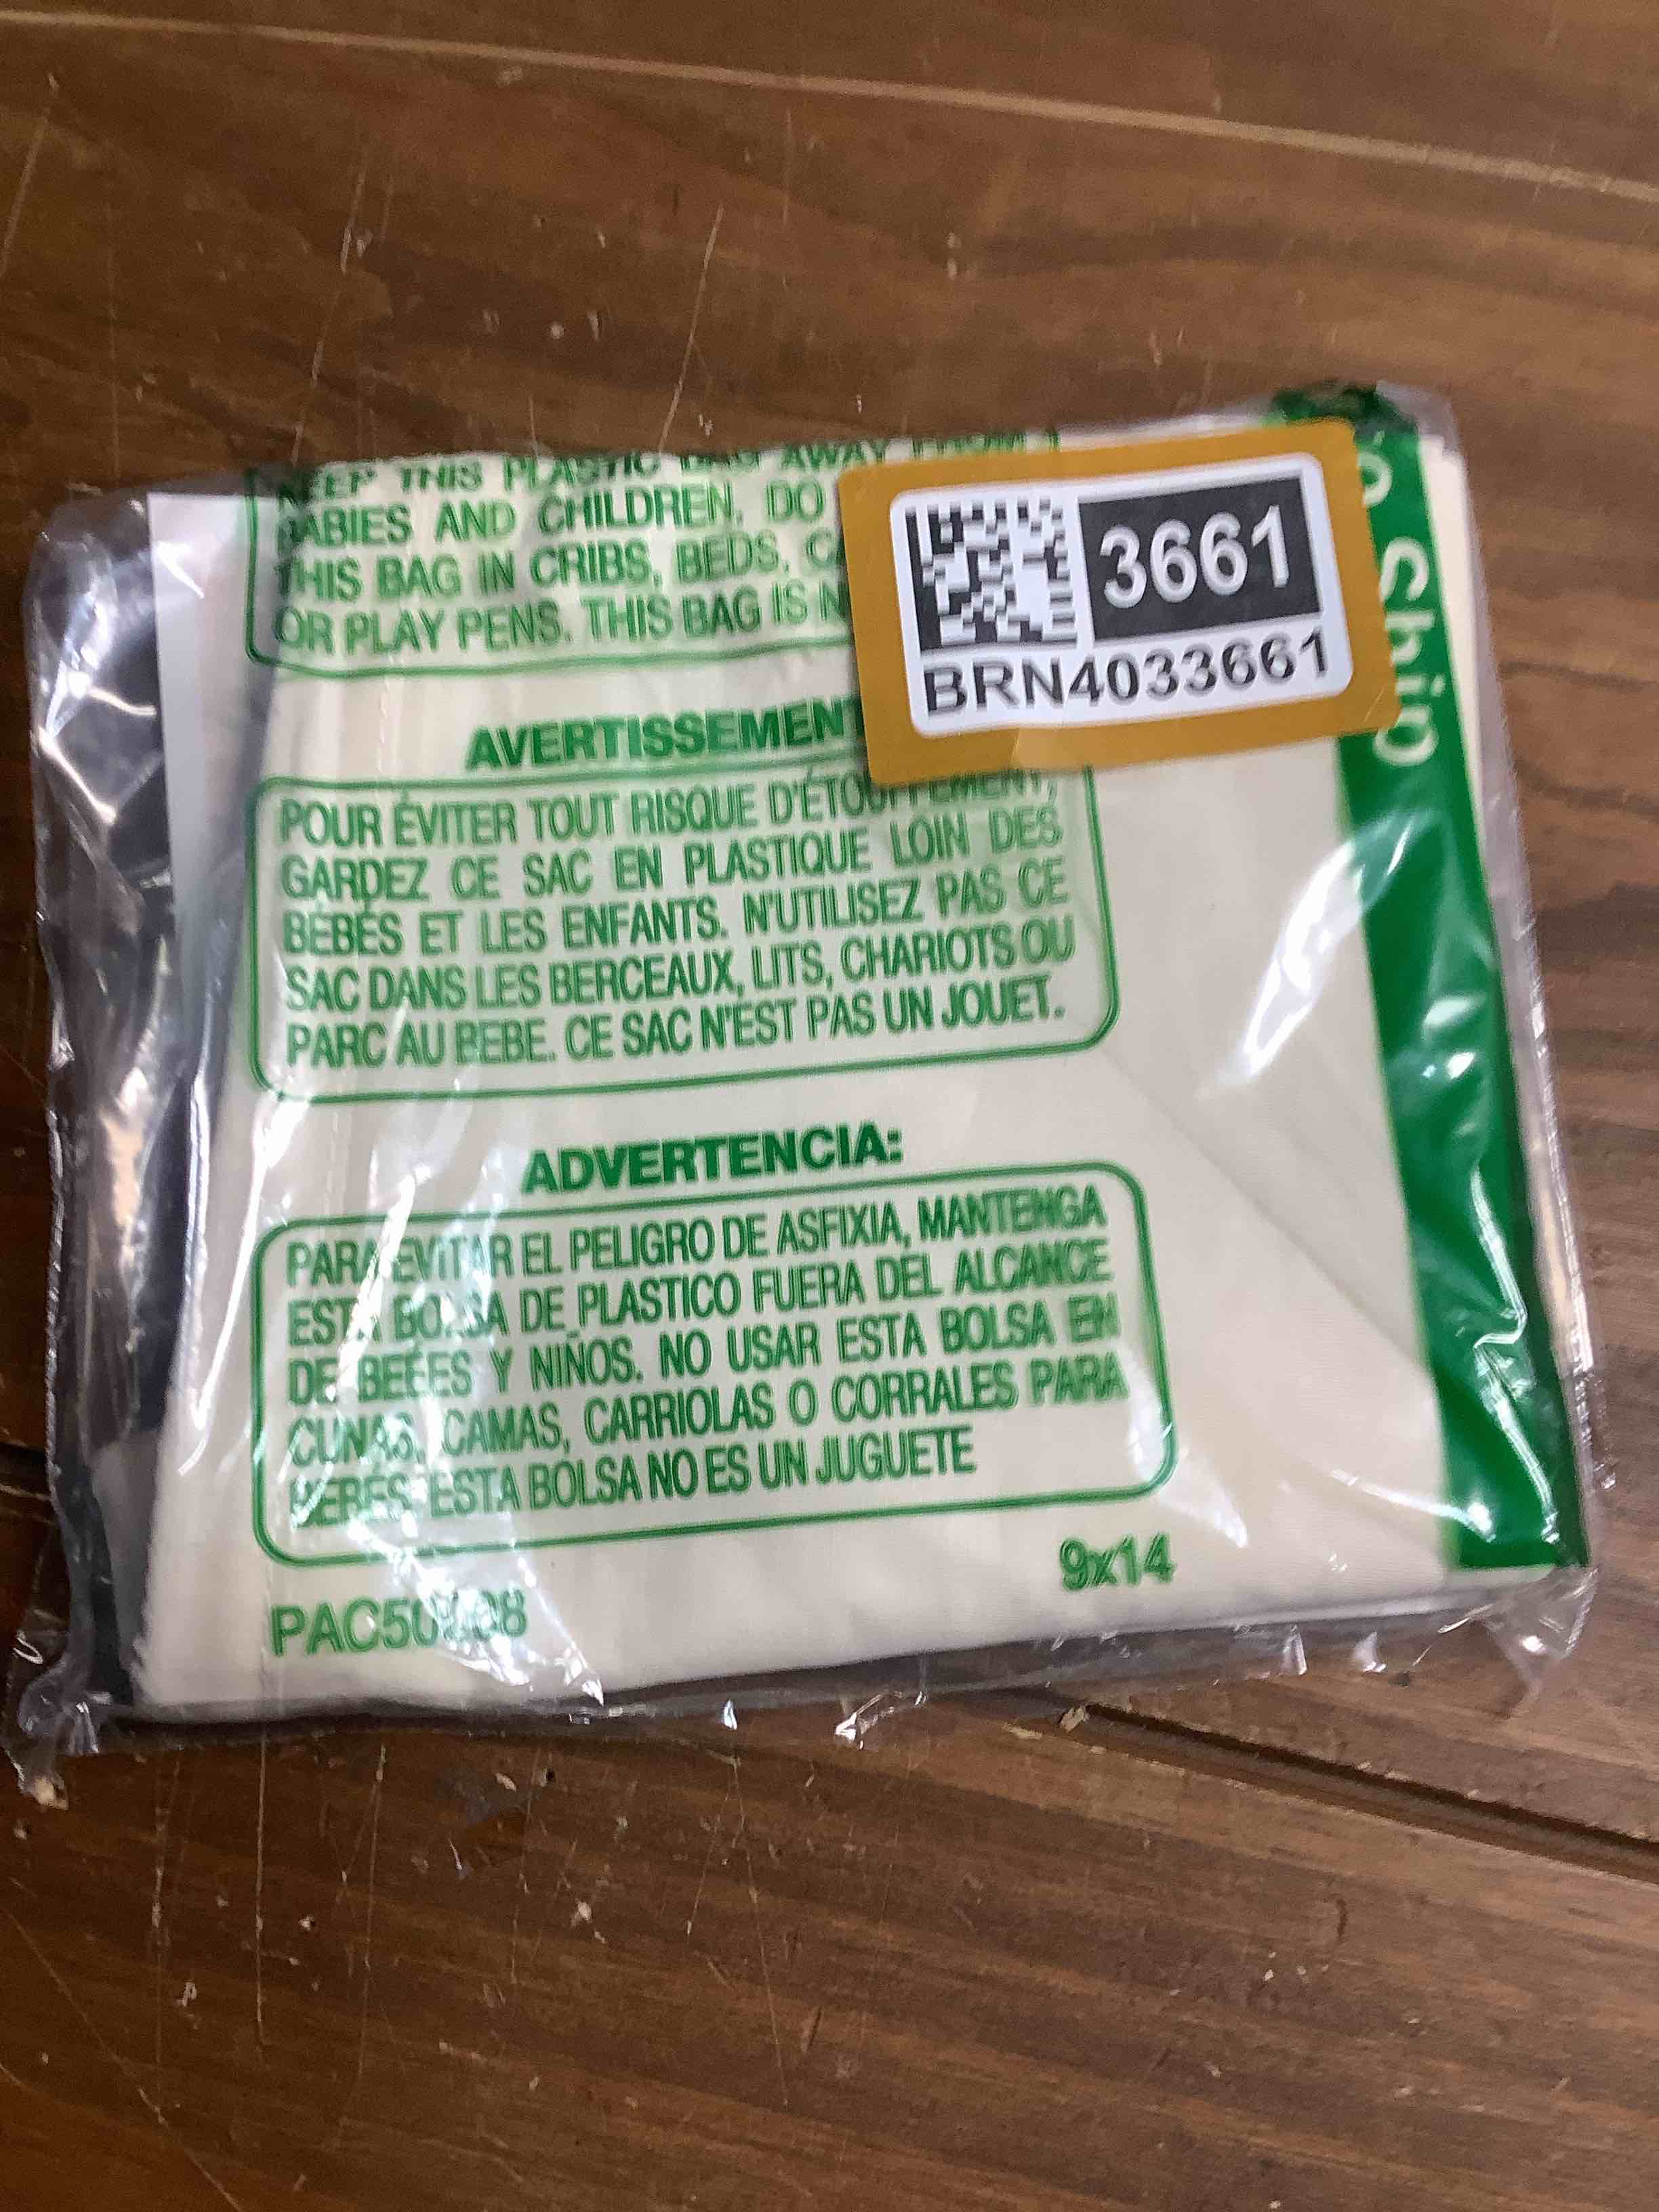 KEEP THIS PLASTIC BAG AWAY FROM
BABIES AND CHILDREN. DO
THIS BAG IN CRIBS, BEDS,
OR PLAY PENS. THIS BAG IS
3661
BRN4033661
to Ship
AVERTISSEMENT
POUR ÉVITER TOUT RISQUE D'ÉTOUFFEMENT,
GARDEZ CE SAC EN PLASTIQUE LOIN DES
BÉBÉS ET LES ENFANTS. N'UTILISEZ PAS CE
SAC DANS LES BERCEAUX, LITS, CHARIOTS OU
PARC AU BEBE. CE SAC N'EST PAS UN JOUET.
ADVERTENCIA:
PARA EVITAR EL PELIGRO DE ASFIXIA, MANTENGA
ESTA BOLSA DE PLASTICO FUERA DEL ALCANCE
DE BEBES Y NIÑOS. NO USAR ESTA BOLSA EN
CUNAS, CAMAS, CARRIOLAS O CORRALES PARA
BEBES. ESTA BOLSA NO ES UN JUGUETE
9x14